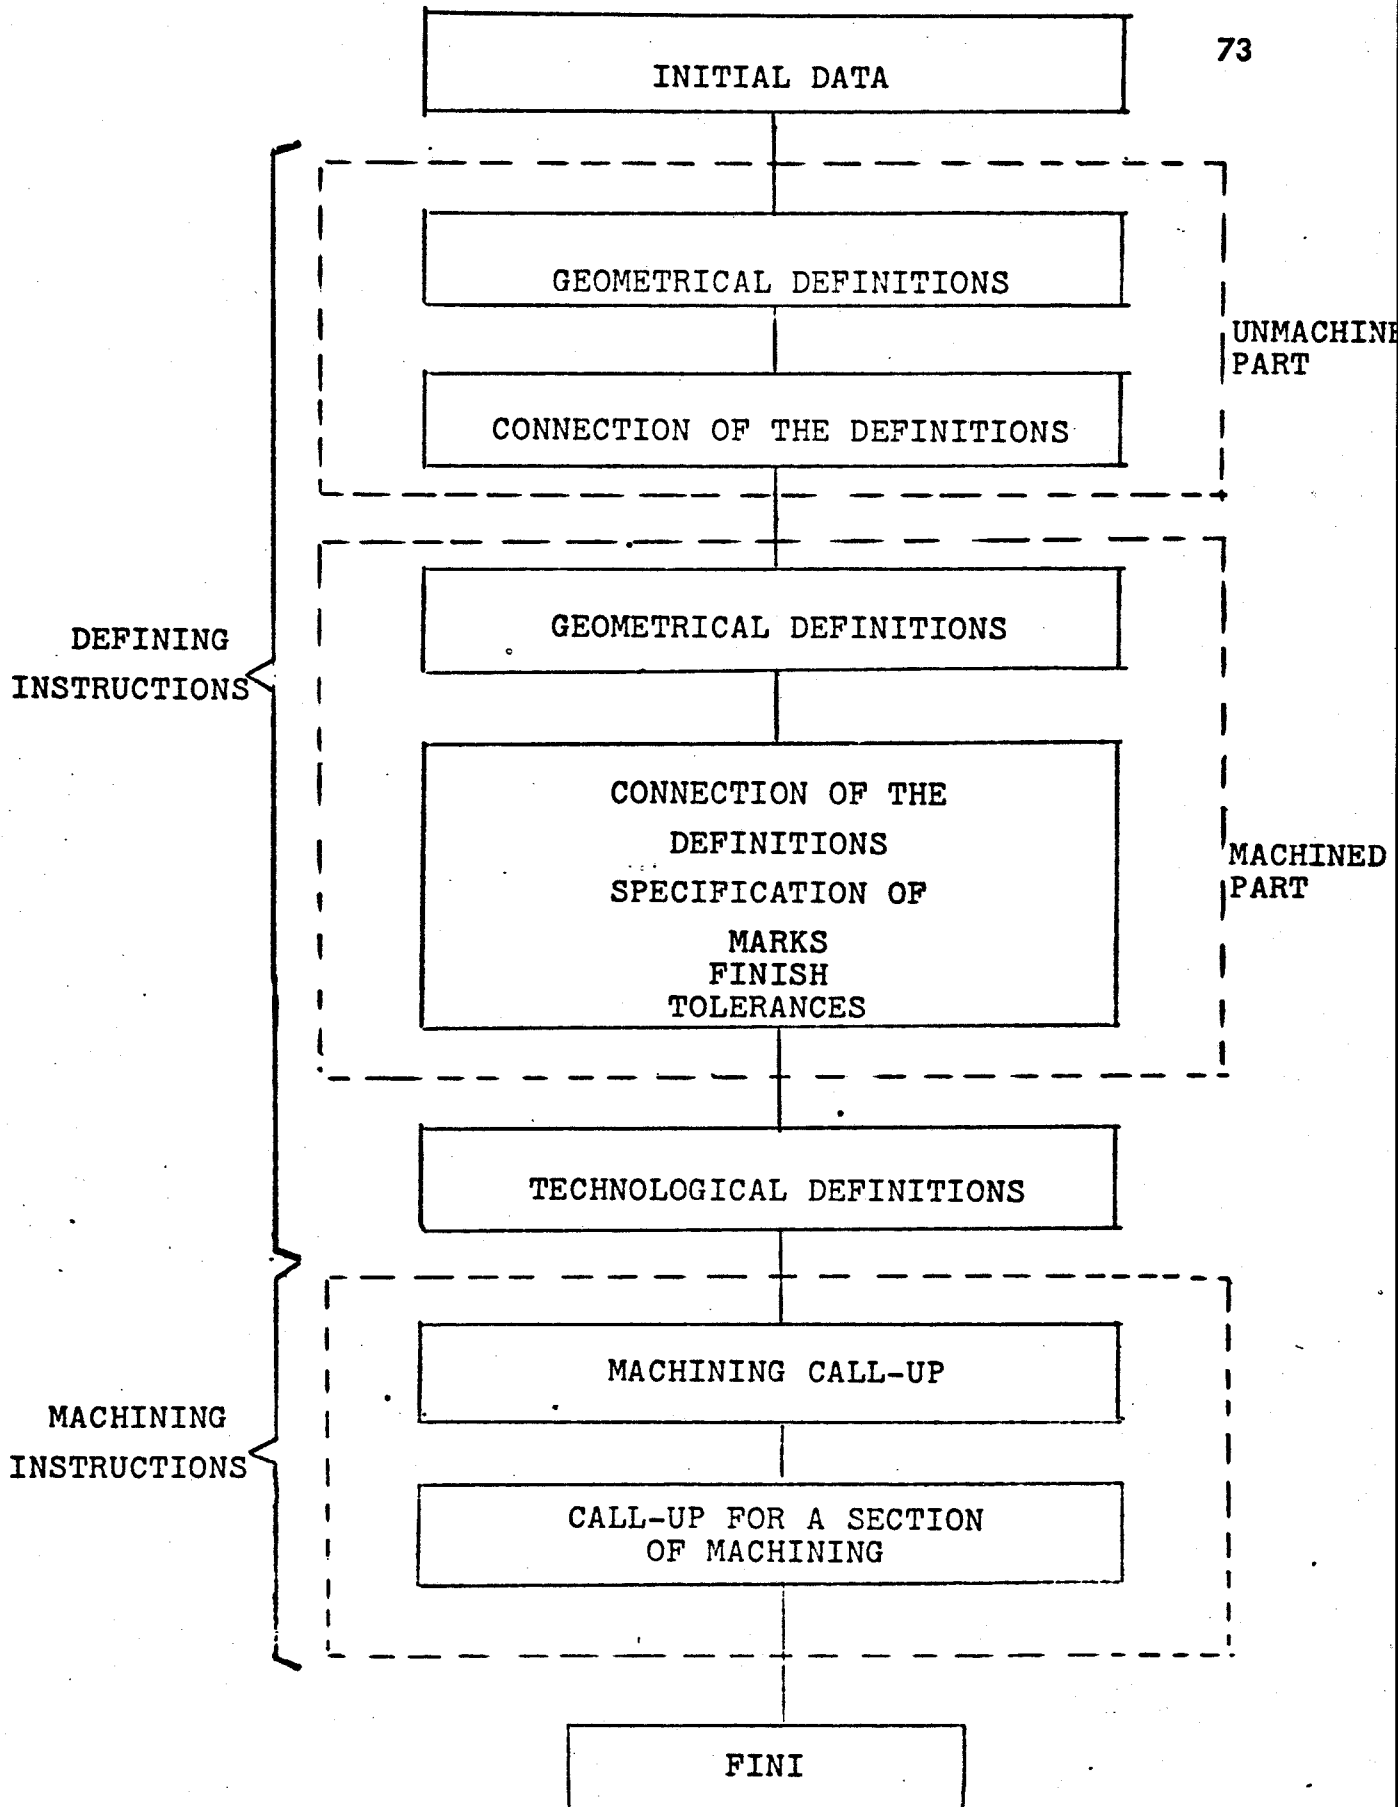 73
INITIAL DATA
GEOMETRICAL DEFINITIONS
UNMACHINE
PART
CONNECTION OF THE DEFINITIONS
GEOMETRICAL DEFINITIONS
DEFINING
INSTRUCTIONS
CONNECTION OF THE
DEFINITIONS
SPECIFICATION OF
MARKS
FINISH
TOLERANCES
MACHINED
PART
TECHNOLOGICAL DEFINITIONS
MACHINING CALL-UP
MACHINING
INSTRUCTIONS
CALL-UP FOR A SECTION
OF MACHINING
FINI